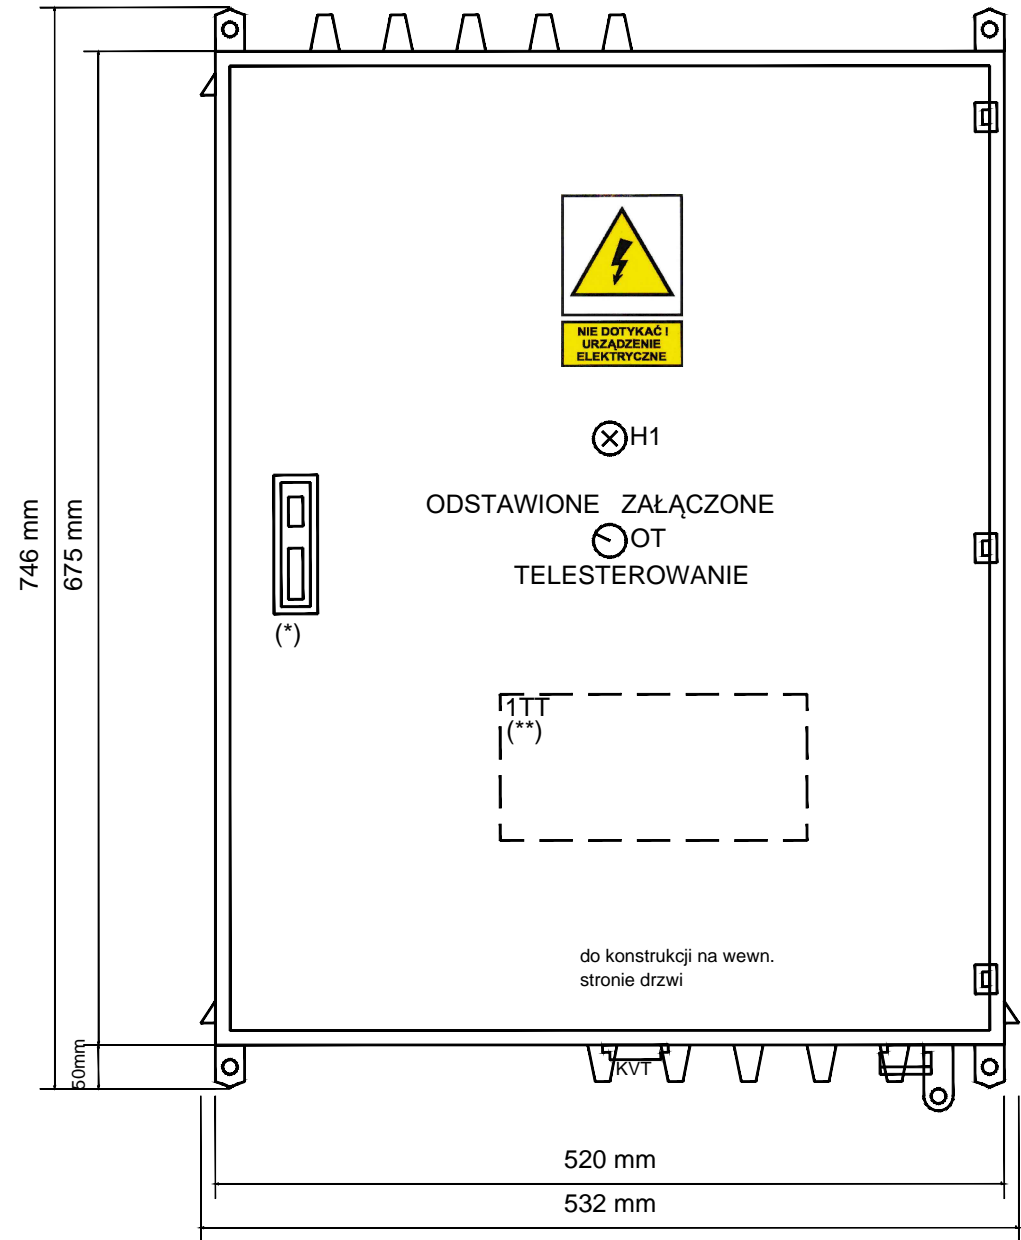 NIE DOTYKAĆ !
URZĄDZENIE
ELEKTRYCZNE
H1
ODSTAWIONE ZAŁĄCZONE
OT
TELESTEROWANIE
746 mm
675 mm
(*)
1TT
(**)
do konstrukcji na wewn.
stronie drzwi
50mm
KVT
520 mm
532 mm